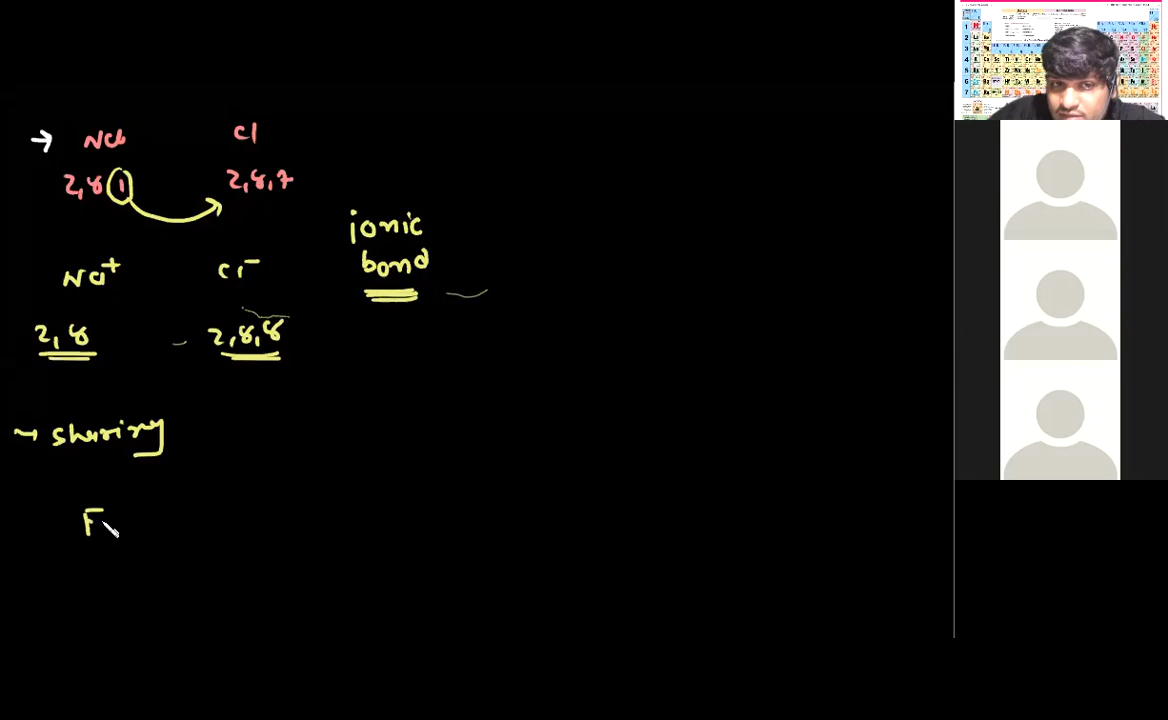 → Na Cl
2,8 1 2,8,7
ionic
bond
Na+ Cl-
2,8 2,8,8
→ sharing
F